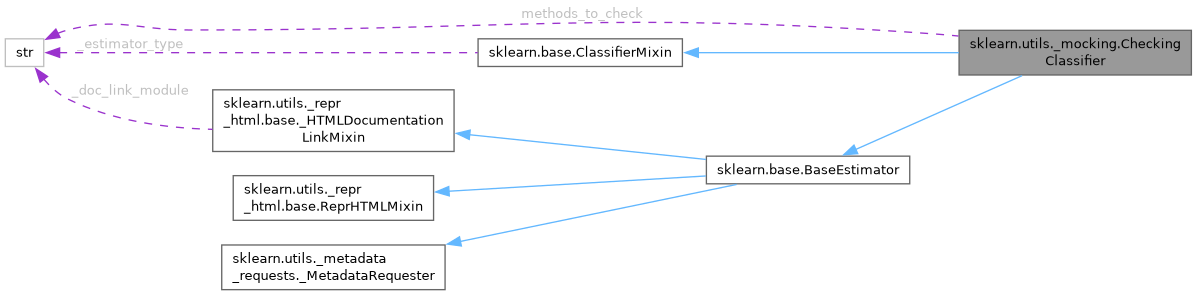 methods_to_check
sklearn.utils._mocking.Checking
Classifier
str
_estimator_type
sklearn.base.ClassifierMixin
_doc_link_module
sklearn.utils._repr
_html.base._HTMLDocumentation
LinkMixin
sklearn.base.BaseEstimator
sklearn.utils._repr
_html.base.ReprHTMLMixin
sklearn.utils._metadata
_requests._MetadataRequester